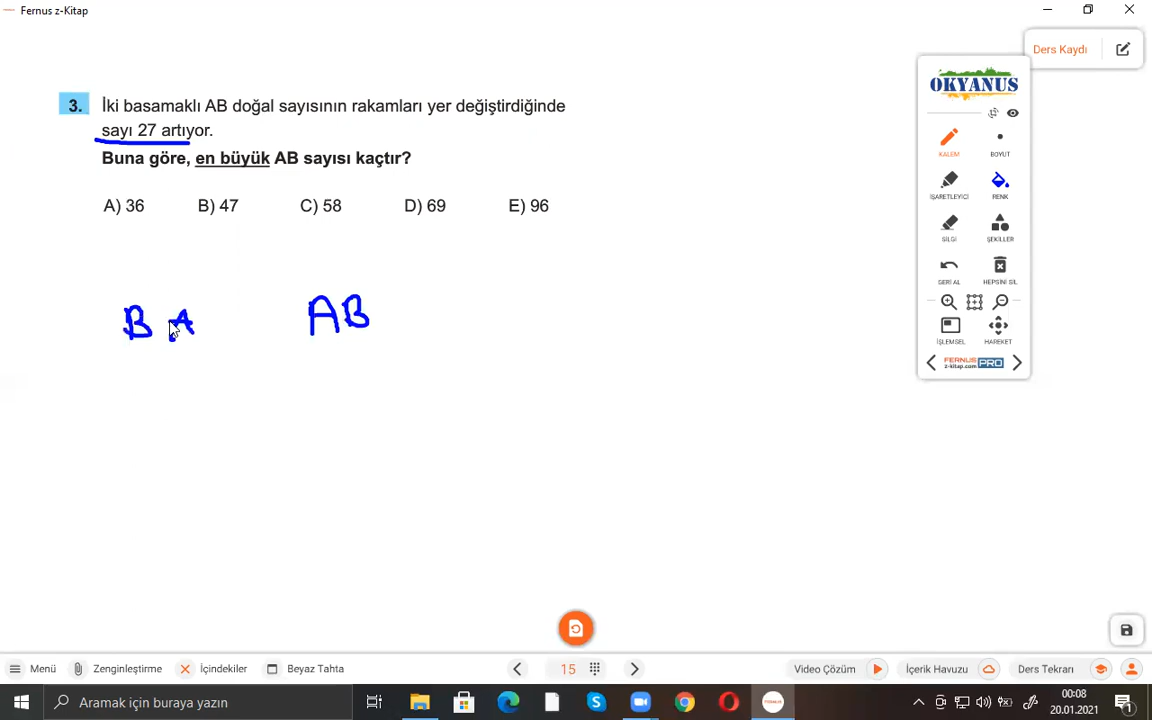 Fernus z-Kitap
Ders Kaydı
OKYANUS
KALEM
BOYUT
İŞARETLEYİCİ
RENK
SİLGİ
ŞEKİLLER
GERİ AL
HEPSİNİ SİL
İŞLEMSEL
HAREKET
FERNUS PRO
z-kitap.com
3. İki basamaklı AB doğal sayısının rakamları yer değiştirdiğinde
sayı 27 artıyor.
Buna göre, en büyük AB sayısı kaçtır?
A) 36 B) 47 C) 58 D) 69 E) 96
B A AB
Menü Zenginleştirme İçindekiler Beyaz Tahta 15 Video Çözüm İçerik Havuzu Ders Tekrarı
Aramak için buraya yazın
00:08
20.01.2021
1